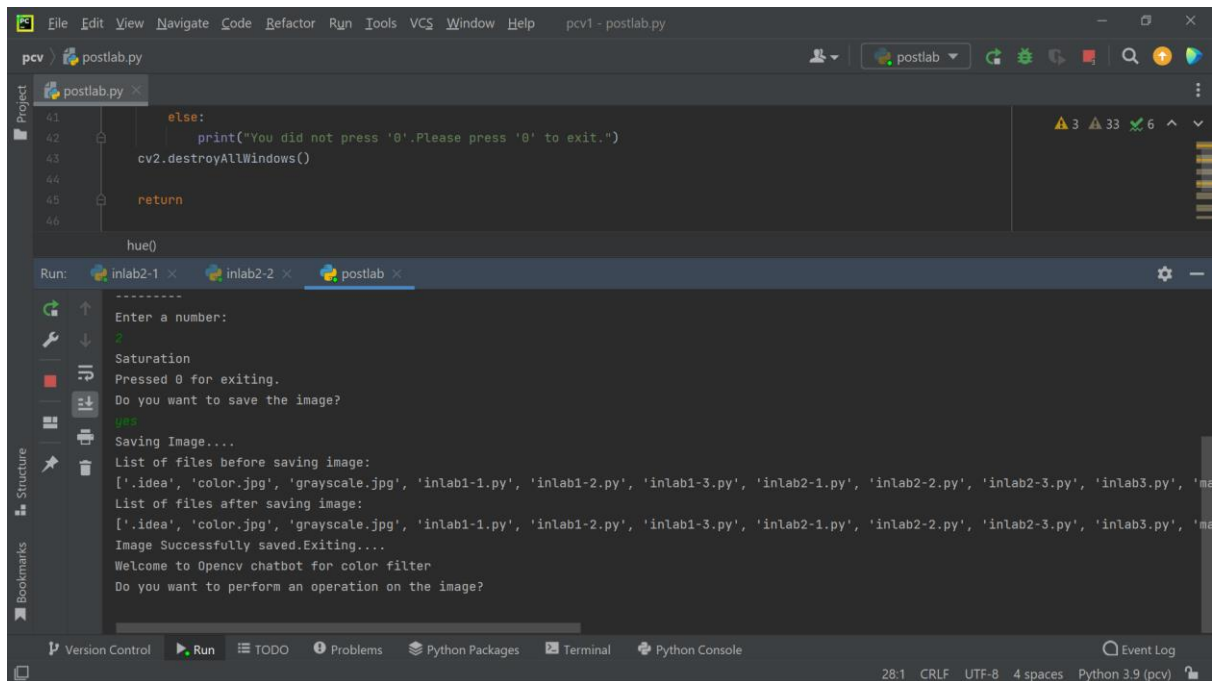 File Edit View Navigate Code Refactor Run Tools VCS Window Help pcv1 - postlab.py
pcv postlab.py postlab
Project
postlab.py
41 else:
42 print("You did not press '0'.Please press '0' to exit.")
3 33 6
43 cv2.destroyAllWindows()
44
45 return
46
hue()
Run: inlab2-1 inlab2-2 postlab
---------
Enter a number:
2
Saturation
Pressed 0 for exiting.
Do you want to save the image?
yes
Saving Image....
List of files before saving image:
['.idea', 'color.jpg', 'grayscale.jpg', 'inlab1-1.py', 'inlab1-2.py', 'inlab1-3.py', 'inlab2-1.py', 'inlab2-2.py', 'inlab2-3.py', 'inlab3.py', 'ma
List of files after saving image:
['.idea', 'color.jpg', 'grayscale.jpg', 'inlab1-1.py', 'inlab1-2.py', 'inlab1-3.py', 'inlab2-1.py', 'inlab2-2.py', 'inlab2-3.py', 'inlab3.py', 'ma
Image Successfully saved.Exiting....
Welcome to Opencv chatbot for color filter
Do you want to perform an operation on the image?
Structure
Bookmarks
Version Control Run TODO Problems Python Packages Terminal Python Console Event Log
28:1 CRLF UTF-8 4 spaces Python 3.9 (pcv)